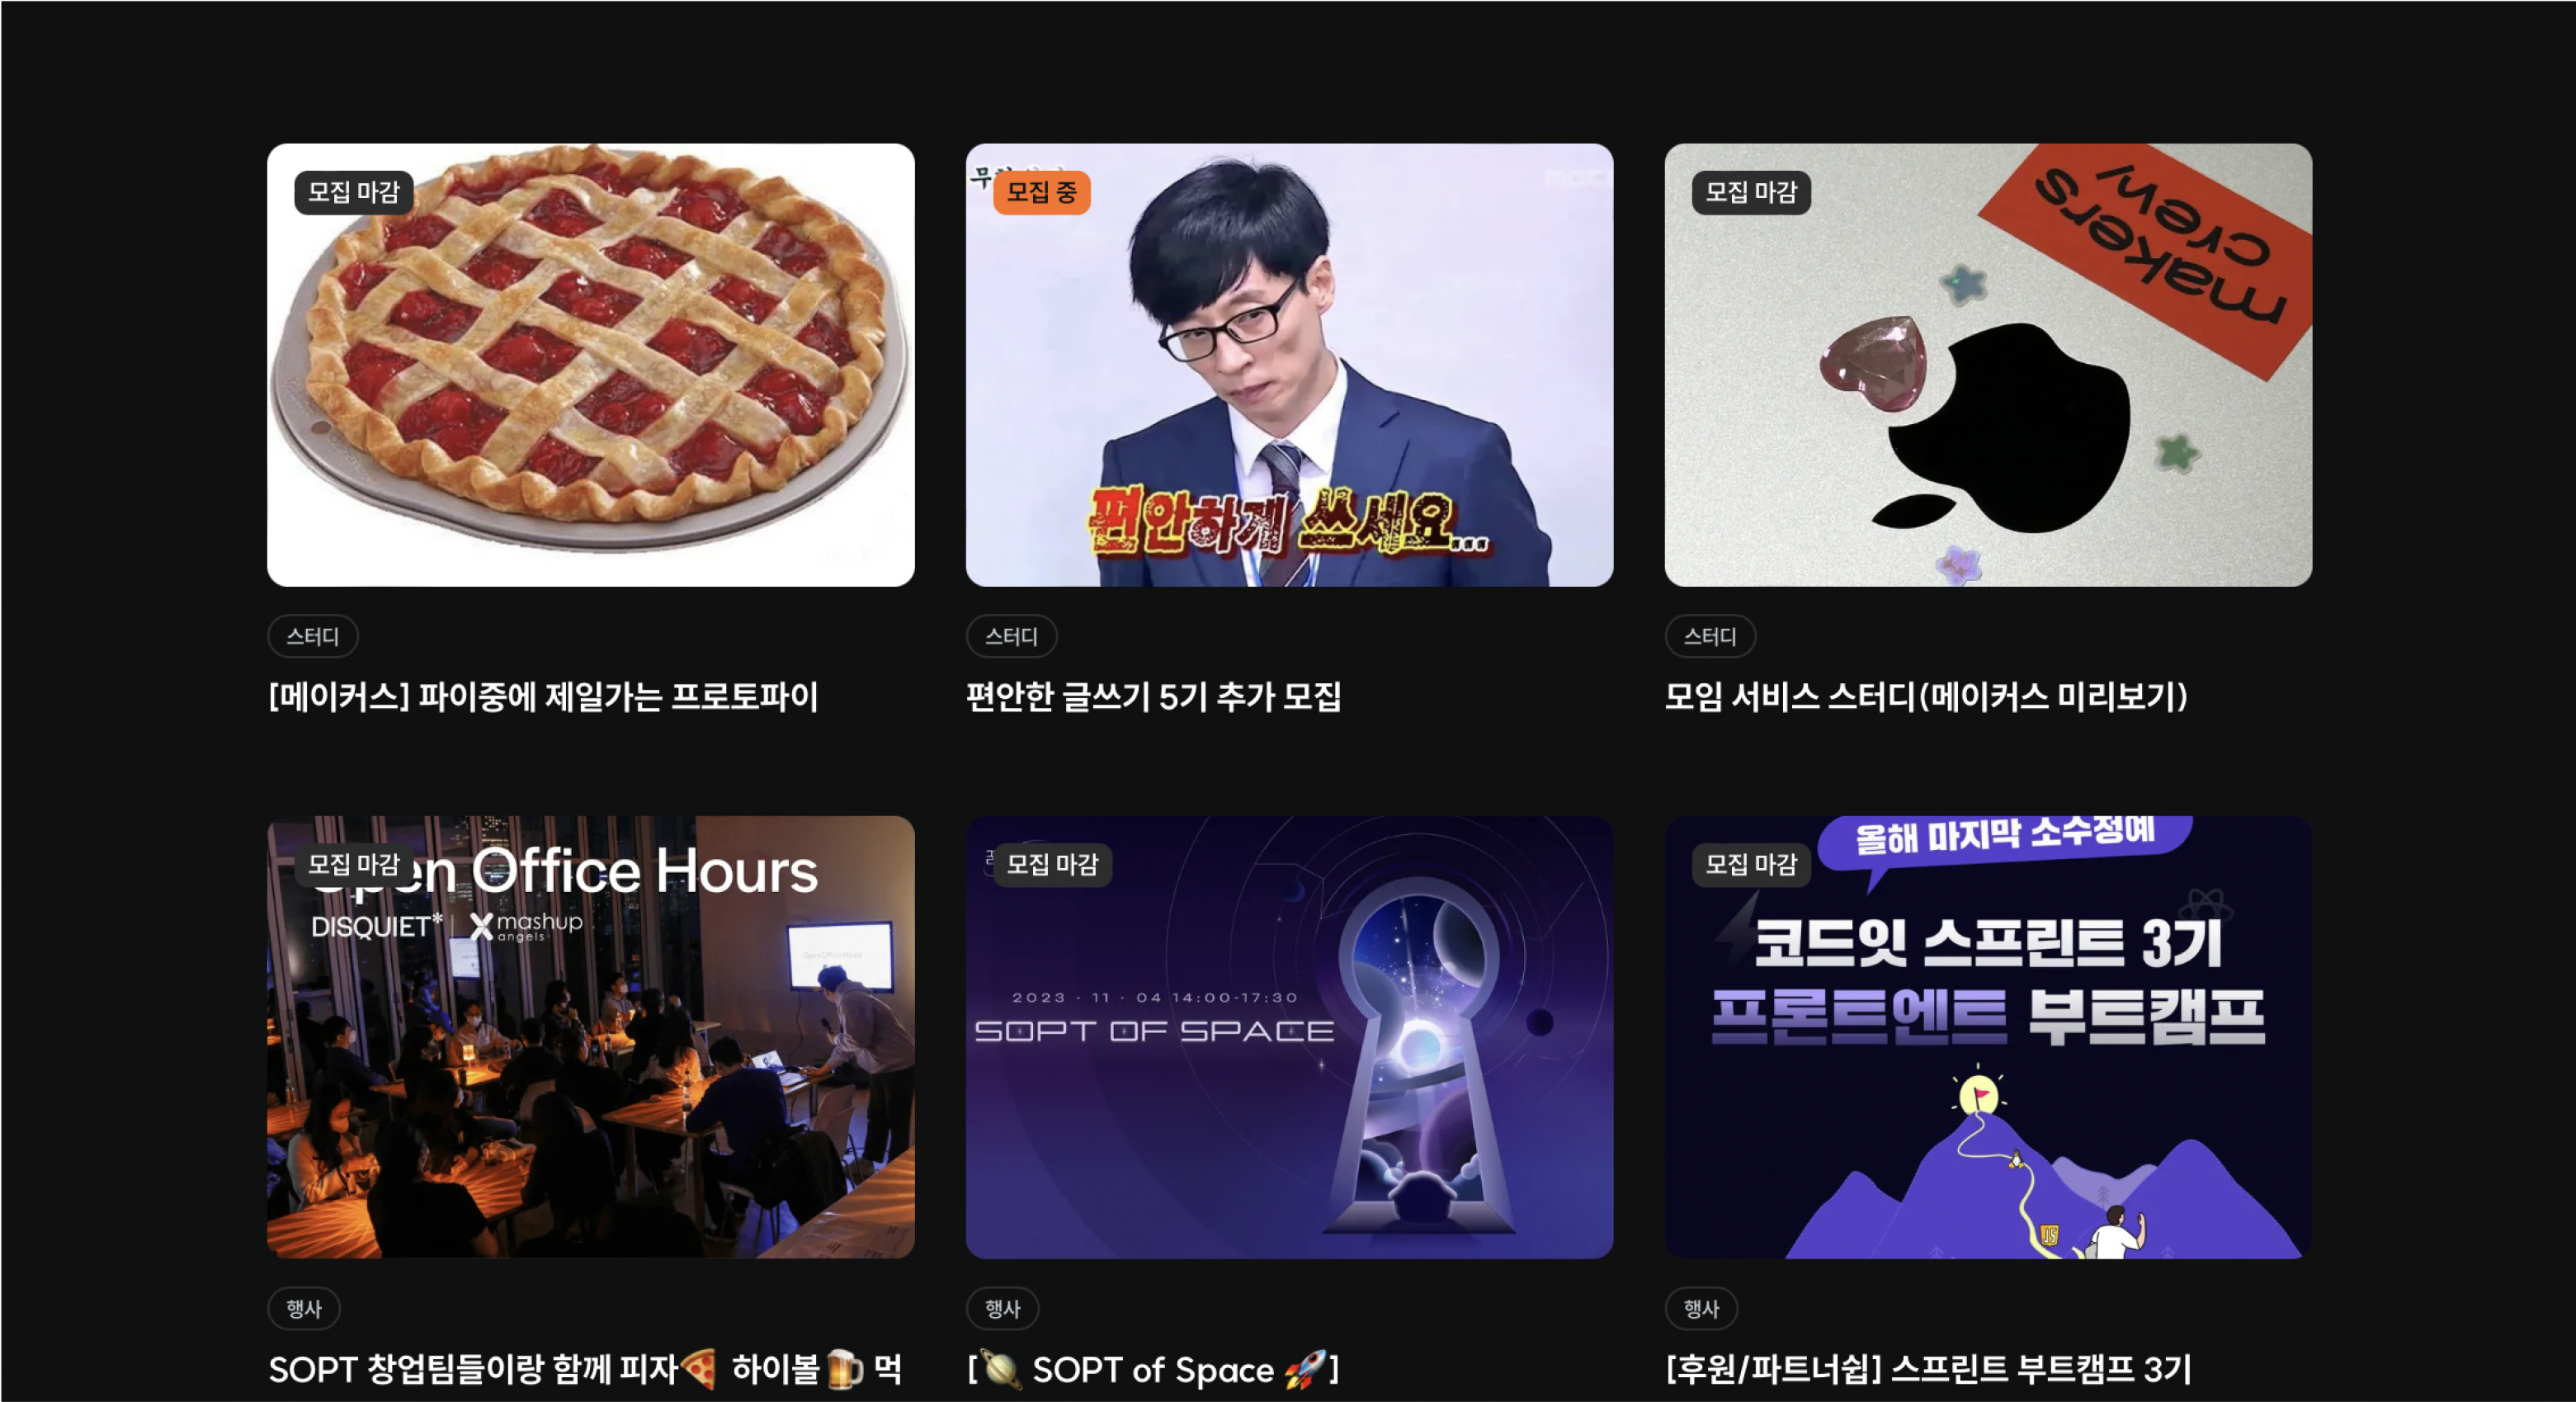 모집 마감
모집 중
편안하게 쓰세요...
모집 마감
makers
crew
스터디
[메이커스] 파이중에 제일가는 프로토파이
스터디
편안한 글쓰기 5기 추가 모집
스터디
모임 서비스 스터디(메이커스 미리보기)
모집 마감
Open Office Hours
DISQUIET*
mashup
angels
Open Office Hours
모집 마감
2023 - 11 - 04 14:00-17:30
SOPT OF SPACE
모집 마감
올해 마지막 소수정예
코드잇 스프린트 3기
프론트엔트 부트캠프
JS
행사
SOPT 창업팀들이랑 함께 피자🍕 하이볼🍺 먹
행사
[🪐 SOPT of Space 🚀]
행사
[후원/파트너쉽] 스프린트 부트캠프 3기